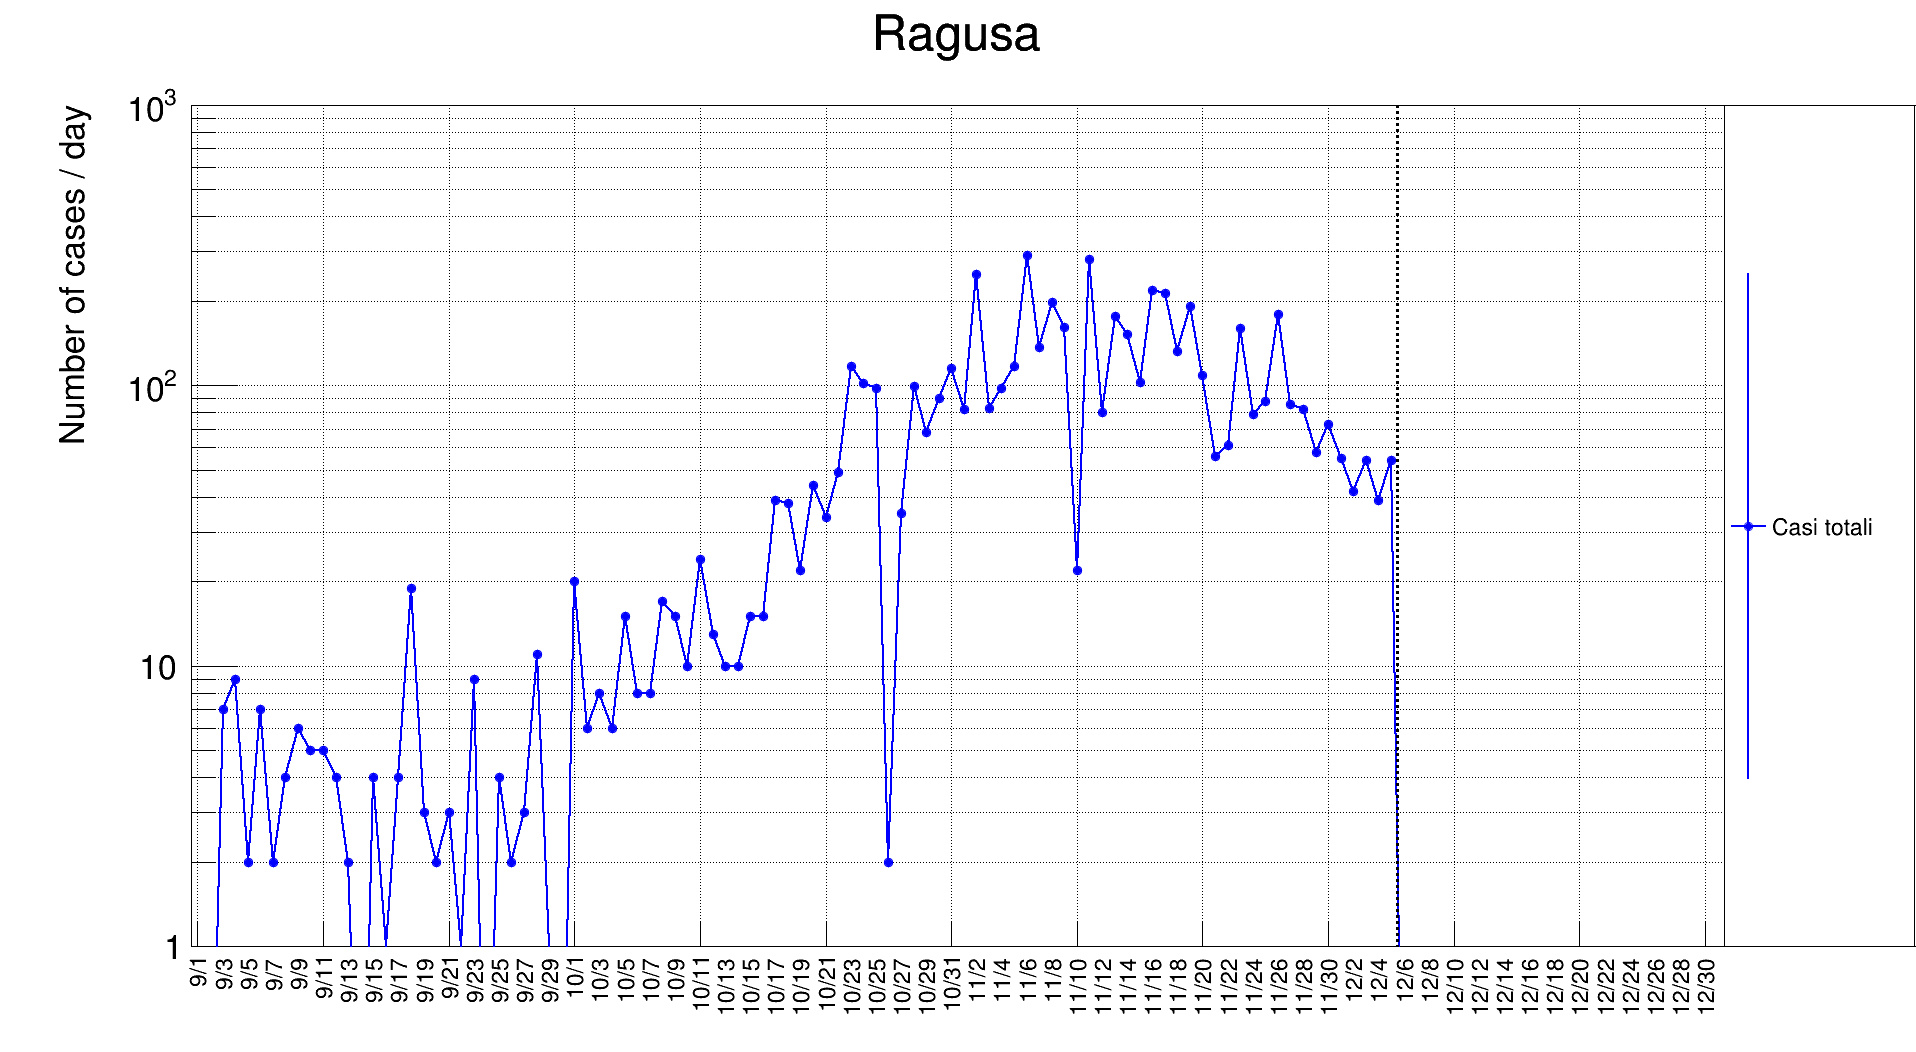 Ragusa
Number of cases / day
10³
10²
10
1
Casi totali
9/1 9/3 9/5 9/7 9/9 9/11 9/13 9/15 9/17 9/19 9/21 9/23 9/25 9/27 9/29 10/1 10/3 10/5 10/7 10/9 10/11 10/13 10/15 10/17 10/19 10/21 10/23 10/25 10/27 10/29 10/31 11/2 11/4 11/6 11/8 11/10 11/12 11/14 11/16 11/18 11/20 11/22 11/24 11/26 11/28 11/30 12/2 12/4 12/6 12/8 12/10 12/12 12/14 12/16 12/18 12/20 12/22 12/24 12/26 12/28 12/30